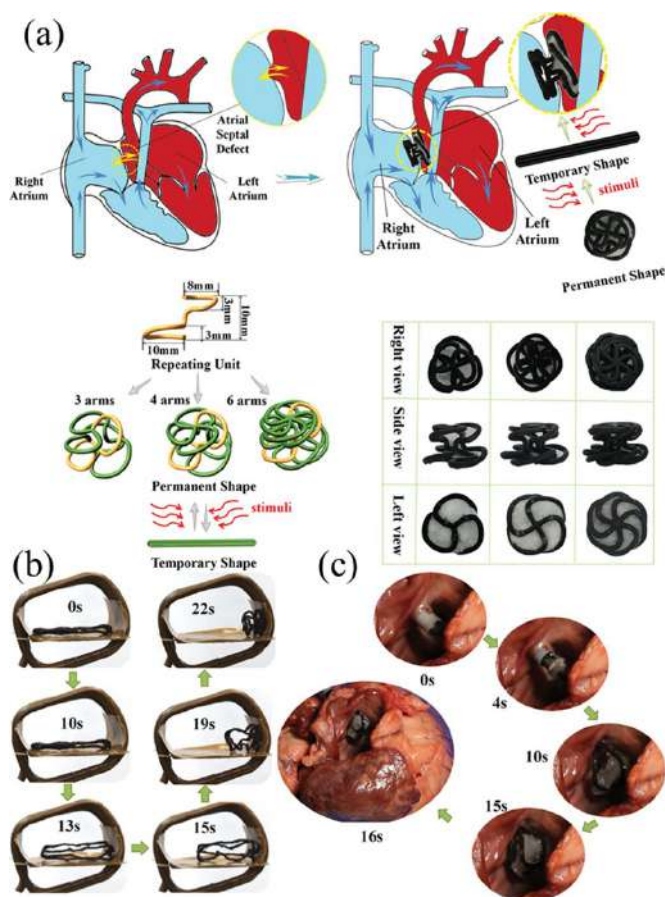 (a)
Atrial
Septal
Defect
Right
Atrium
Left
Atrium
Right
Atrium
Left
Atrium
Temporary Shape
stimuli
Permanent Shape
8mm
3mm
10mm
3mm
10mm
Repeating Unit
3 arms
4 arms
6 arms
Permanent Shape
stimuli
Temporary Shape
Right view
Side view
Left view
(b)
0s
22s
10s
19s
13s
15s
(c)
0s
4s
10s
15s
16s